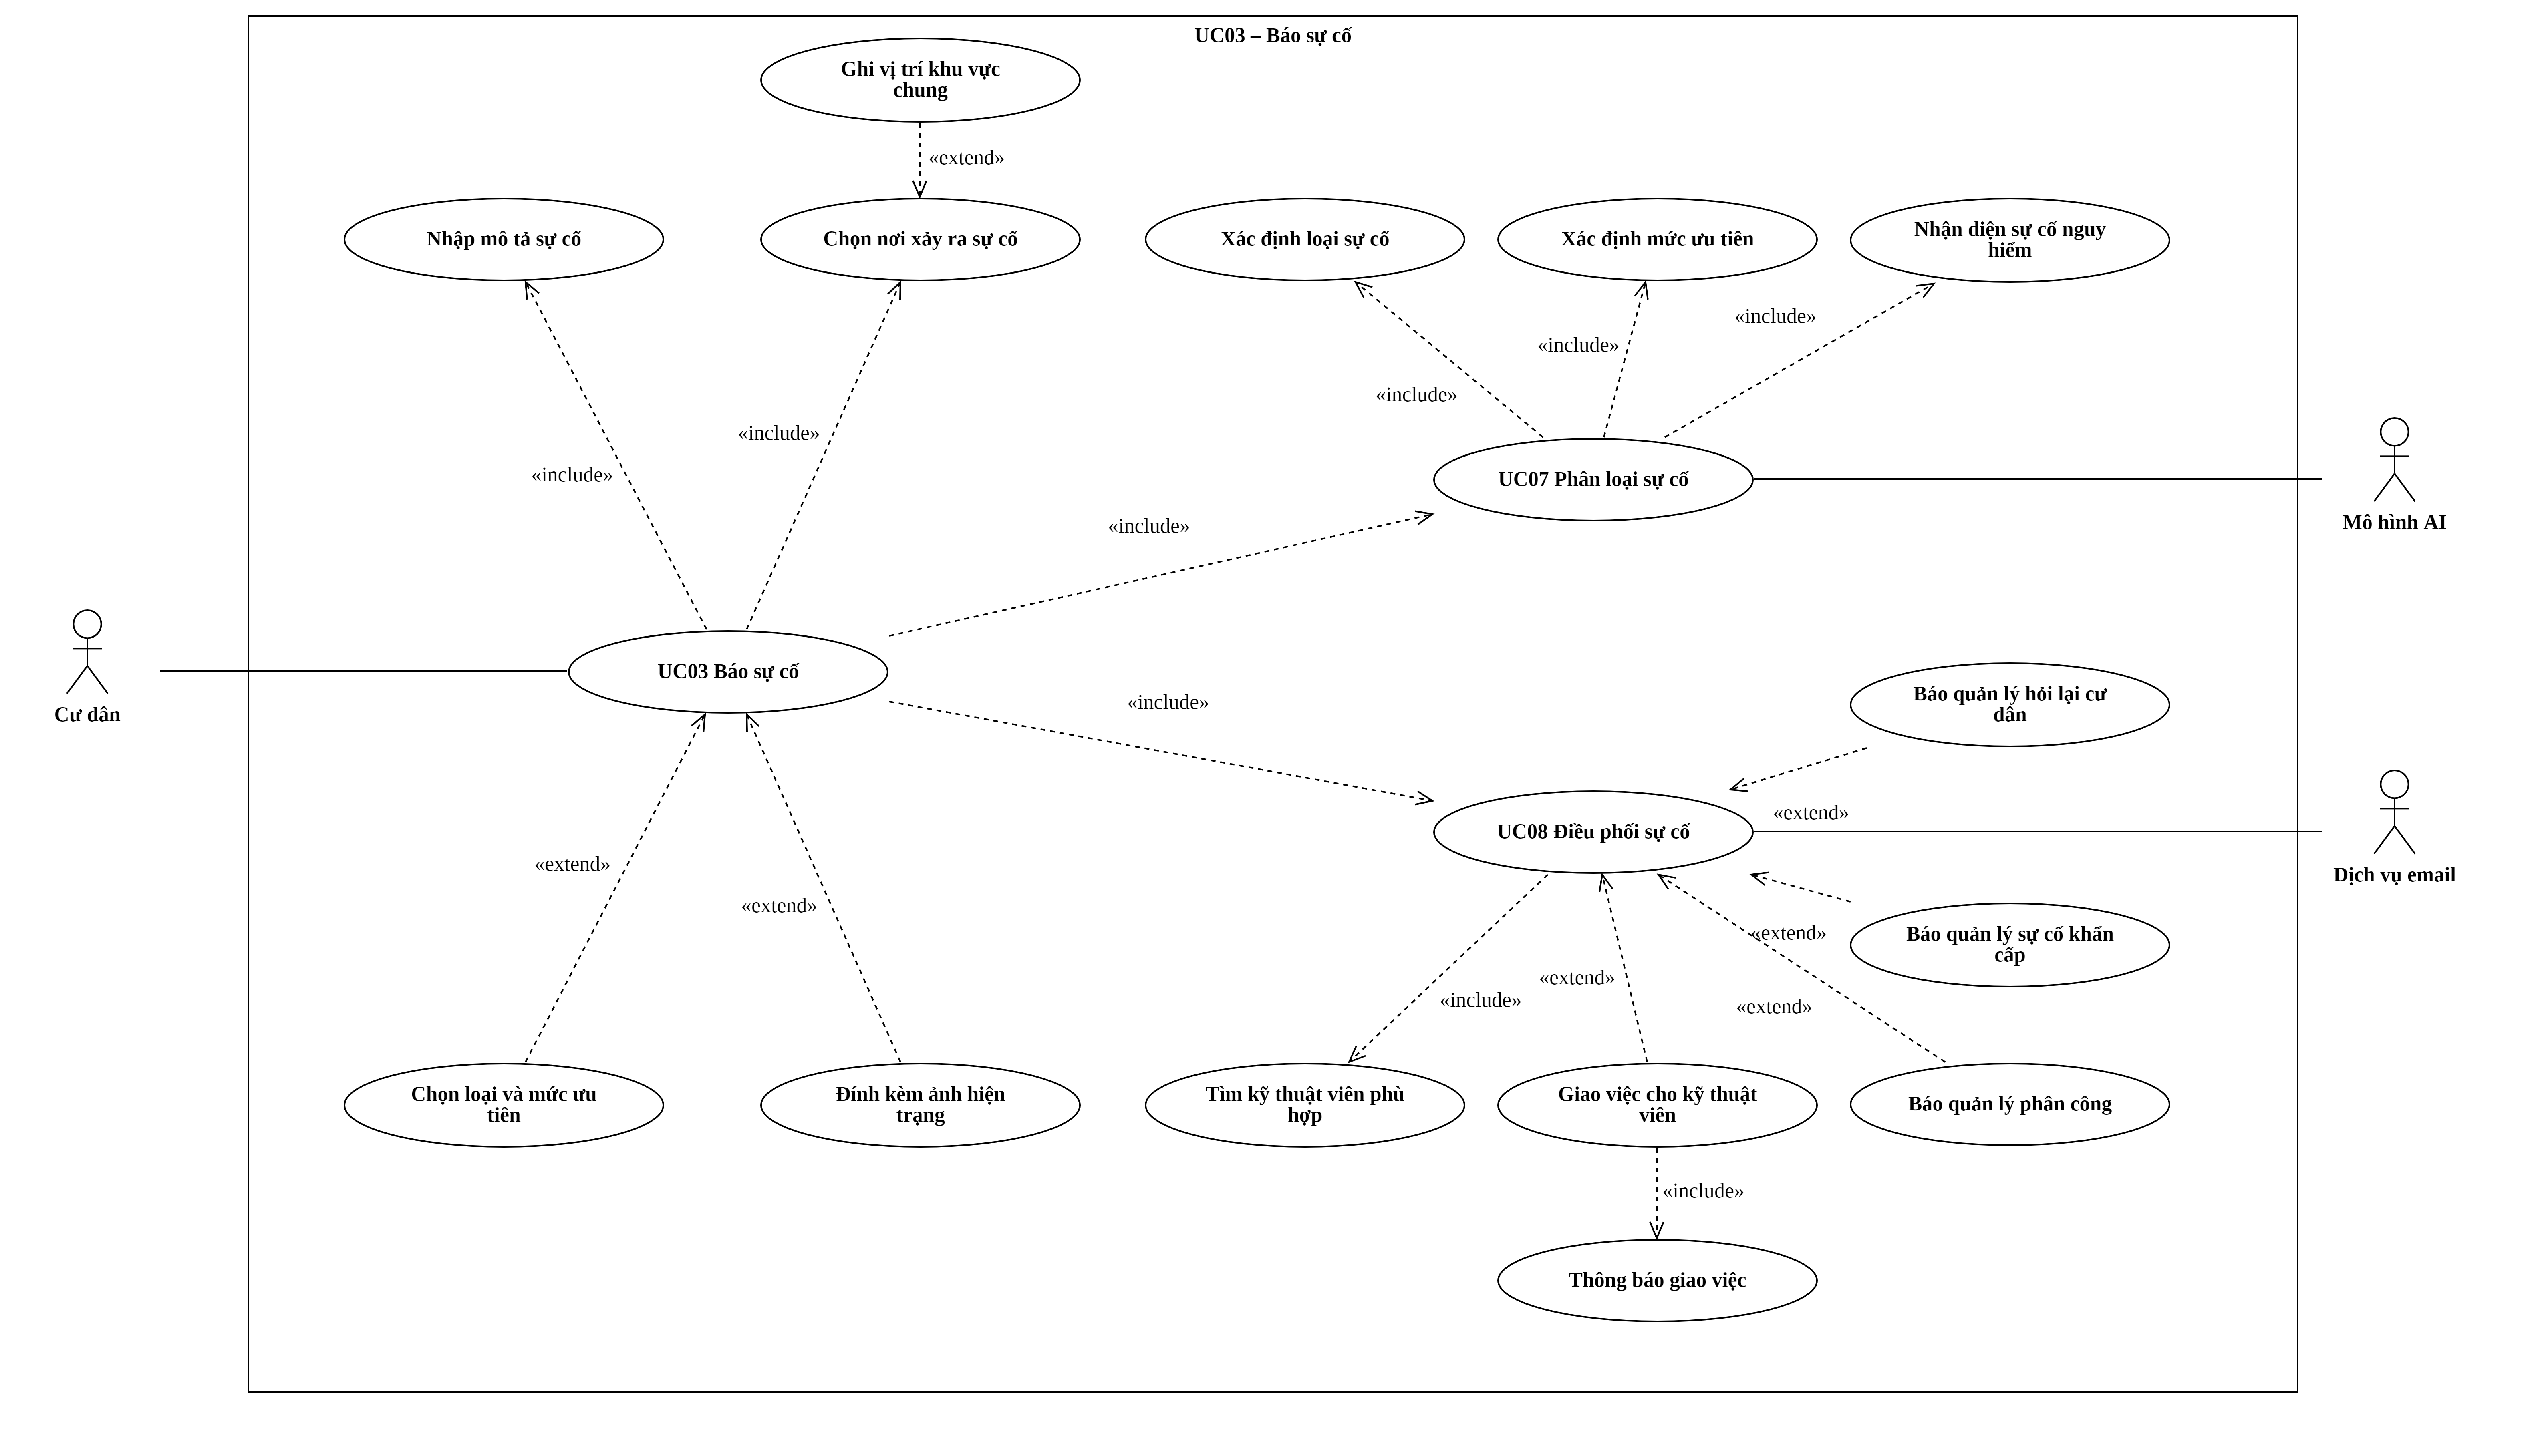 UC03 – Báo sự cố
Ghi vị trí khu vực
chung
«extend»
Nhập mô tả sự cố
Chọn nơi xảy ra sự cố
Xác định loại sự cố
Xác định mức ưu tiên
Nhận diện sự cố nguy
hiểm
«include»
«include»
«include»
«include»
«include»
UC07 Phân loại sự cố
Mô hình AI
«include»
UC03 Báo sự cố
Cư dân
«include»
Báo quản lý hỏi lại cư
dân
«extend»
UC08 Điều phối sự cố
Dịch vụ email
«extend»
«extend»
«extend»
Báo quản lý sự cố khẩn
cấp
«extend»
«include»
«extend»
Chọn loại và mức ưu
tiên
Đính kèm ảnh hiện
trạng
Tìm kỹ thuật viên phù
hợp
Giao việc cho kỹ thuật
viên
Báo quản lý phân công
«include»
Thông báo giao việc